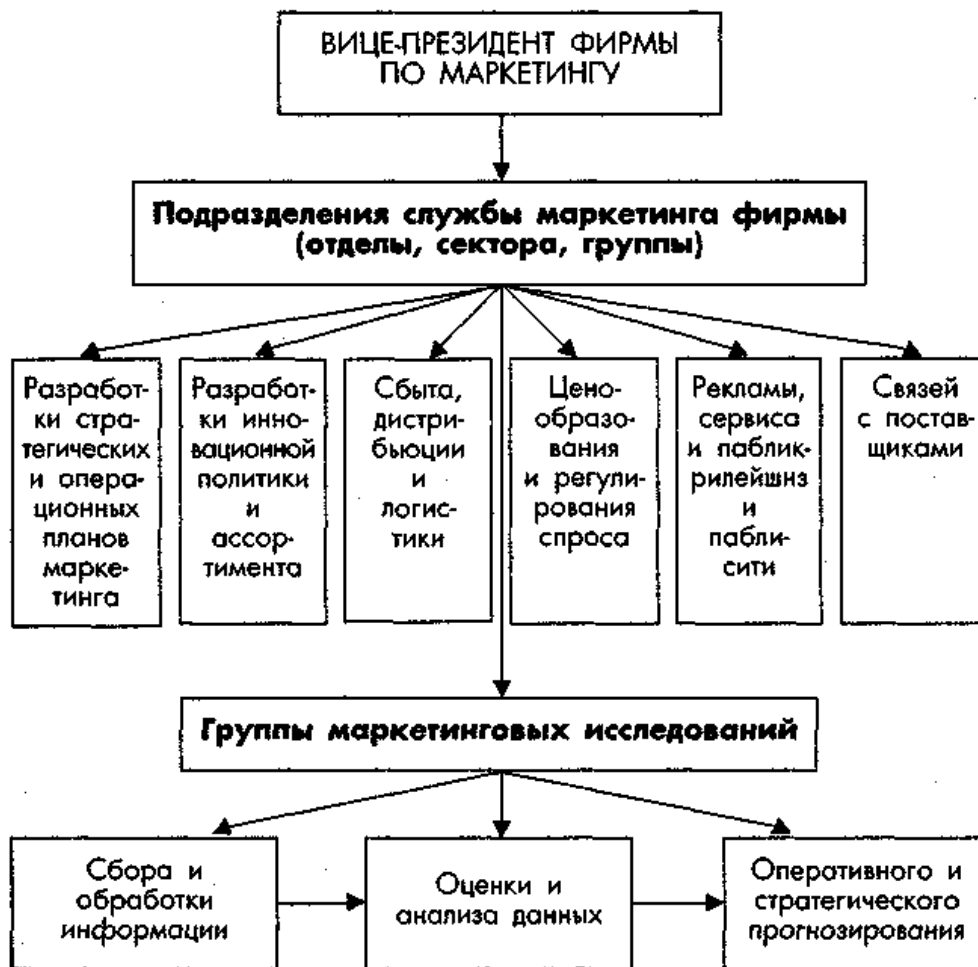 ВИЦЕ-ПРЕЗИДЕНТ ФИРМЫ
ПО МАРКЕТИНГУ
Подразделения службы маркетинга фирмы
(отделы, сектора, группы)
Разработ-
ки стра-
тегических
и опера-
ционных
планов
марке-
тинга
Разработ-
ки инно-
вационной
политики
и
ассор-
тимента
Сбыта,
дистри-
бьюции
и
логис-
тики
Цено-
образо-
вания
и регули-
рования
спроса
Рекламы,
сервиса
и паблик-
рилейшнз
и
пабли-
сити
Связей
с постав-
щиками
Группы маркетинговых исследований
Сбора и
обработки
информации
Оценки и
анализа данных
Оперативного и
стратегического
прогнозирования